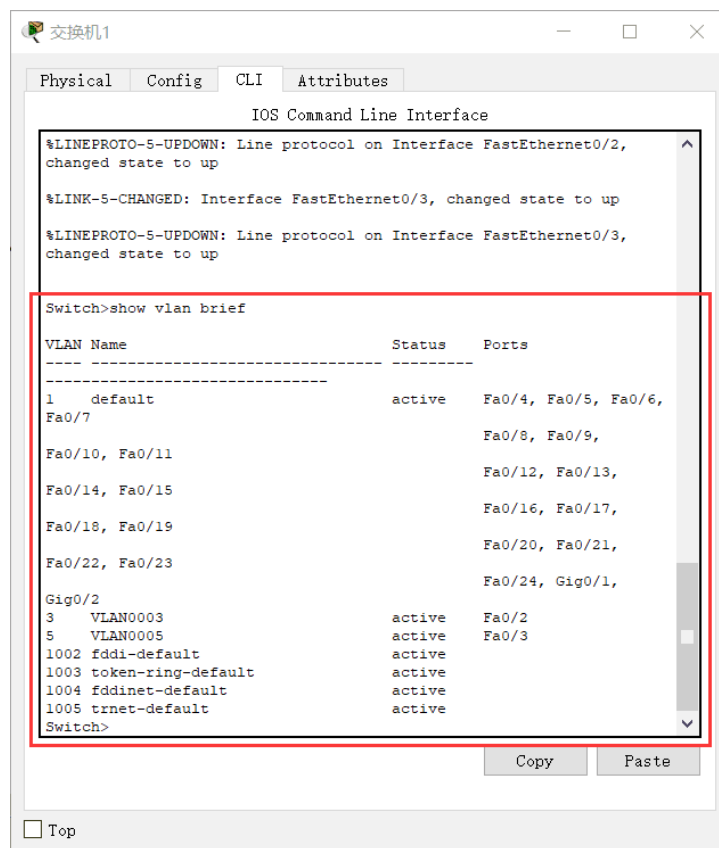 交换机1
Physical Config CLI Attributes
IOS Command Line Interface
%LINEPROTO-5-UPDOWN: Line protocol on Interface FastEthernet0/2,
changed state to up
%LINK-5-CHANGED: Interface FastEthernet0/3, changed state to up
%LINEPROTO-5-UPDOWN: Line protocol on Interface FastEthernet0/3,
changed state to up
Switch>show vlan brief
VLAN Name Status Ports
---- -------------------------------- ---------
-------------------------------
1 default active Fa0/4, Fa0/5, Fa0/6,
Fa0/7
Fa0/8, Fa0/9,
Fa0/10, Fa0/11
Fa0/12, Fa0/13,
Fa0/14, Fa0/15
Fa0/16, Fa0/17,
Fa0/18, Fa0/19
Fa0/20, Fa0/21,
Fa0/22, Fa0/23
Fa0/24, Gig0/1,
Gig0/2
3 VLAN0003 active Fa0/2
5 VLAN0005 active Fa0/3
1002 fddi-default active
1003 token-ring-default active
1004 fddinet-default active
1005 trnet-default active
Switch>
Copy Paste
Top